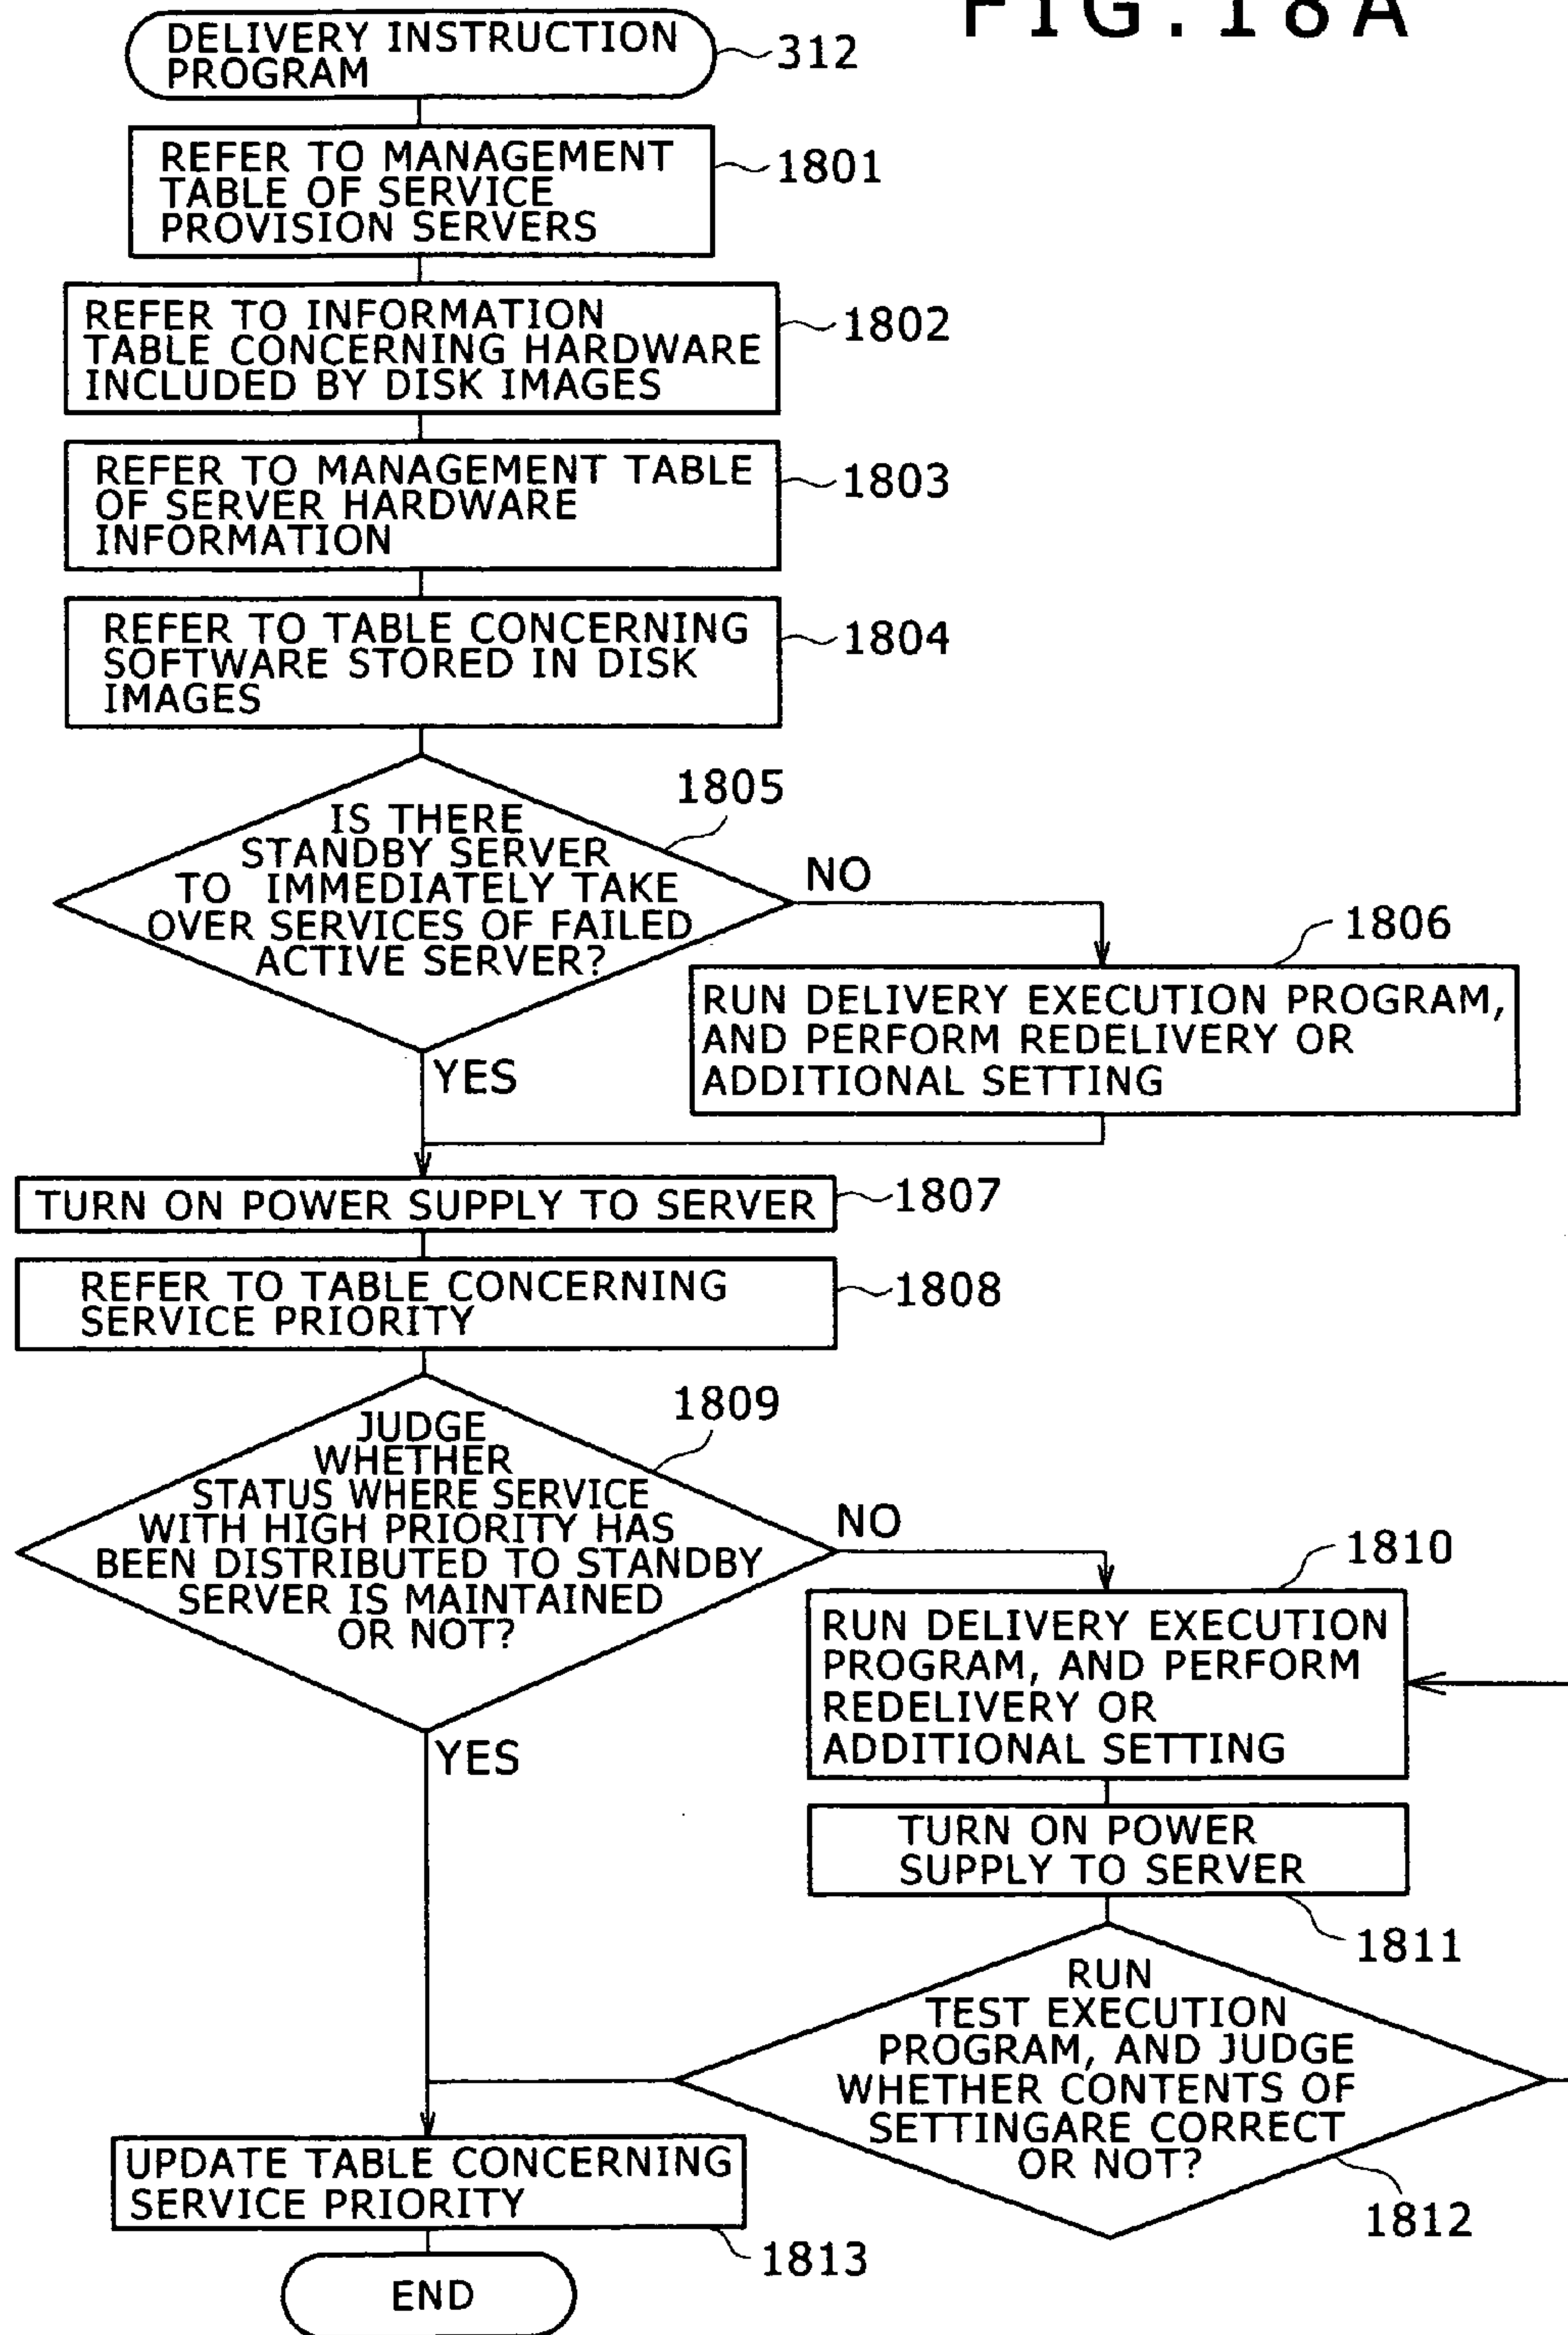 FIG.18A
DELIVERY INSTRUCTION
PROGRAM
312
REFER TO MANAGEMENT
TABLE OF SERVICE
PROVISION SERVERS
1801
REFER TO INFORMATION
TABLE CONCERNING HARDWARE
INCLUDED BY DISK IMAGES
1802
REFER TO MANAGEMENT TABLE
OF SERVER HARDWARE
INFORMATION
1803
REFER TO TABLE CONCERNING
SOFTWARE STORED IN DISK
IMAGES
1804
1805
IS THERE
STANDBY SERVER
TO IMMEDIATELY TAKE
OVER SERVICES OF FAILED
ACTIVE SERVER?
NO
YES
1806
RUN DELIVERY EXECUTION PROGRAM,
AND PERFORM REDELIVERY OR
ADDITIONAL SETTING
TURN ON POWER SUPPLY TO SERVER
1807
REFER TO TABLE CONCERNING
SERVICE PRIORITY
1808
1809
JUDGE
WHETHER
STATUS WHERE SERVICE
WITH HIGH PRIORITY HAS
BEEN DISTRIBUTED TO STANDBY
SERVER IS MAINTAINED
OR NOT?
NO
YES
1810
RUN DELIVERY EXECUTION
PROGRAM, AND PERFORM
REDELIVERY OR
ADDITIONAL SETTING
TURN ON POWER
SUPPLY TO SERVER
1811
RUN
TEST EXECUTION
PROGRAM, AND JUDGE
WHETHER CONTENTS OF
SETTINGARE CORRECT
OR NOT?
1812
UPDATE TABLE CONCERNING
SERVICE PRIORITY
1813
END